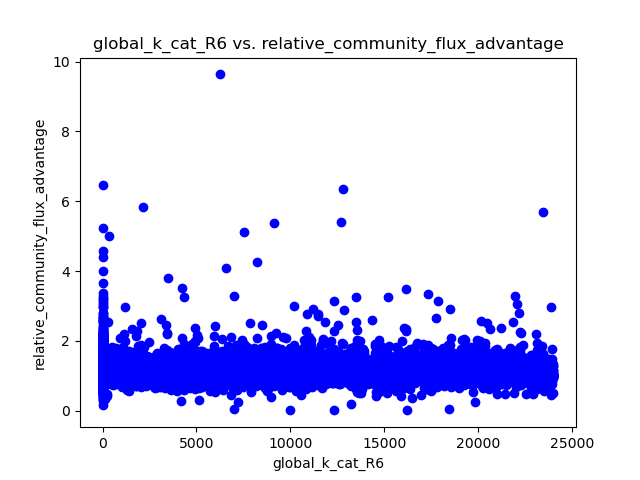 global_k_cat_R6 vs. relative_community_flux_advantage
relative_community_flux_advantage
10
8
6
4
2
0
0 5000 10000 15000 20000 25000
global_k_cat_R6